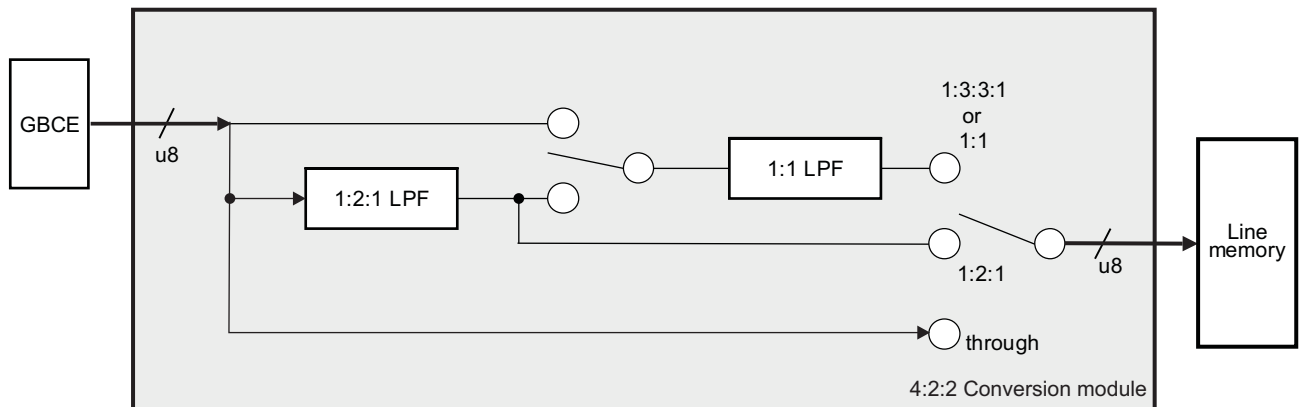 1:3:3:1
or
1:1
GBCE
u8
1:2:1 LPF
1:1 LPF
Line
memory
u8
1:2:1
through
4:2:2 Conversion module